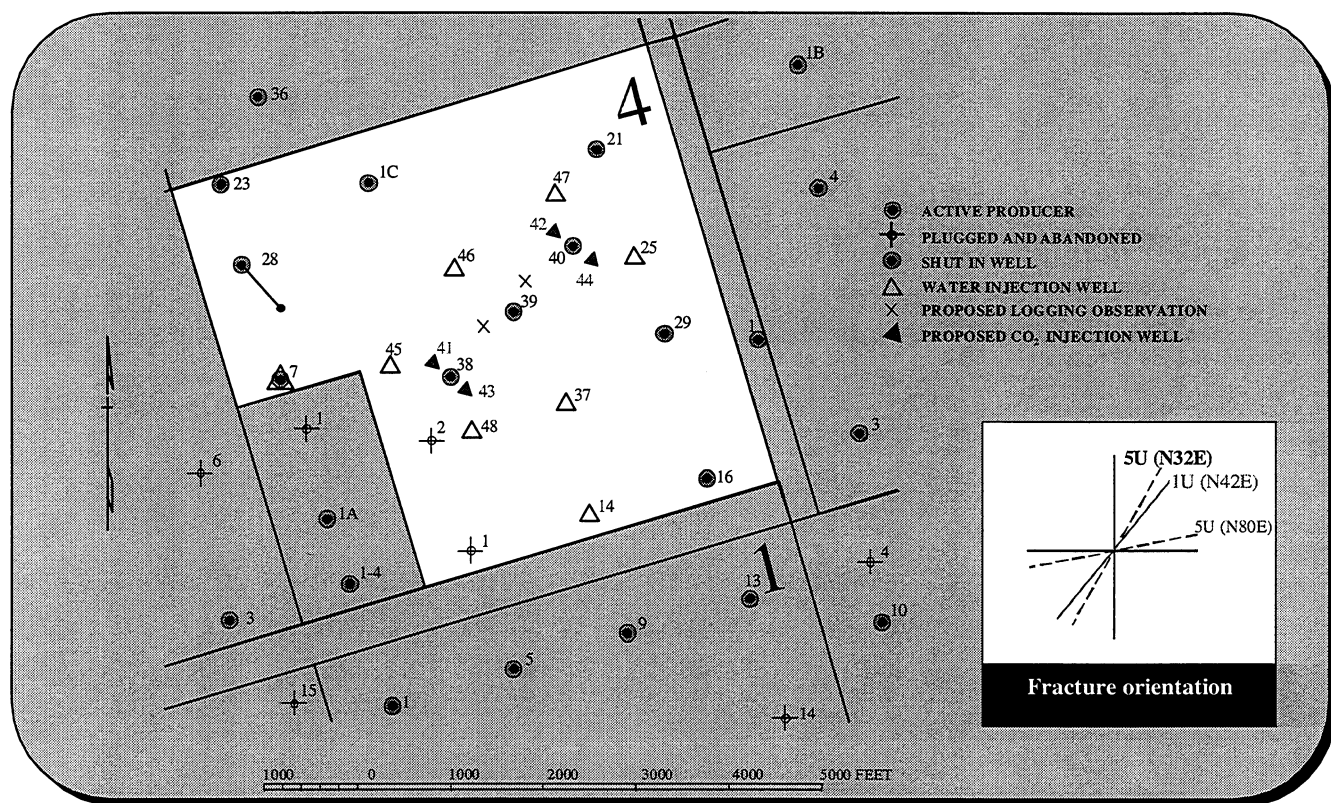 1B
36
4
21
1C
23
4
47
42
ACTIVE PRODUCER
PLUGGED AND ABANDONED
40
25
46
28
SHUT IN WELL
44
WATER INJECTION WELL
39
PROPOSED LOGGING OBSERVATION
29
1
PROPOSED CO₂ INJECTION WELL
45
41
38
7
43
37
1
2
48
3
5U (N32E)
6
16
1U (N42E)
14
1A
5U (N80E)
1
1
4
1-4
13
10
3
9
5
Fracture orientation
15
1
14
1000 0 1000 2000 3000 4000 5000 FEET